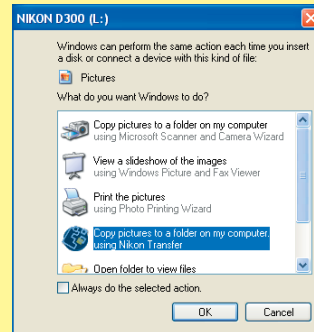 NIKON D300 (L:)
Windows can perform the same action each time you insert
a disk or connect a device with this kind of file:
Pictures
What do you want Windows to do?
Copy pictures to a folder on my computer
using Microsoft Scanner and Camera Wizard
View a slideshow of the images
using Windows Picture and Fax Viewer
Print the pictures
using Photo Printing Wizard
Copy pictures to a folder on my computer.
using Nikon Transfer
Open folder to view files
Always do the selected action.
OK
Cancel